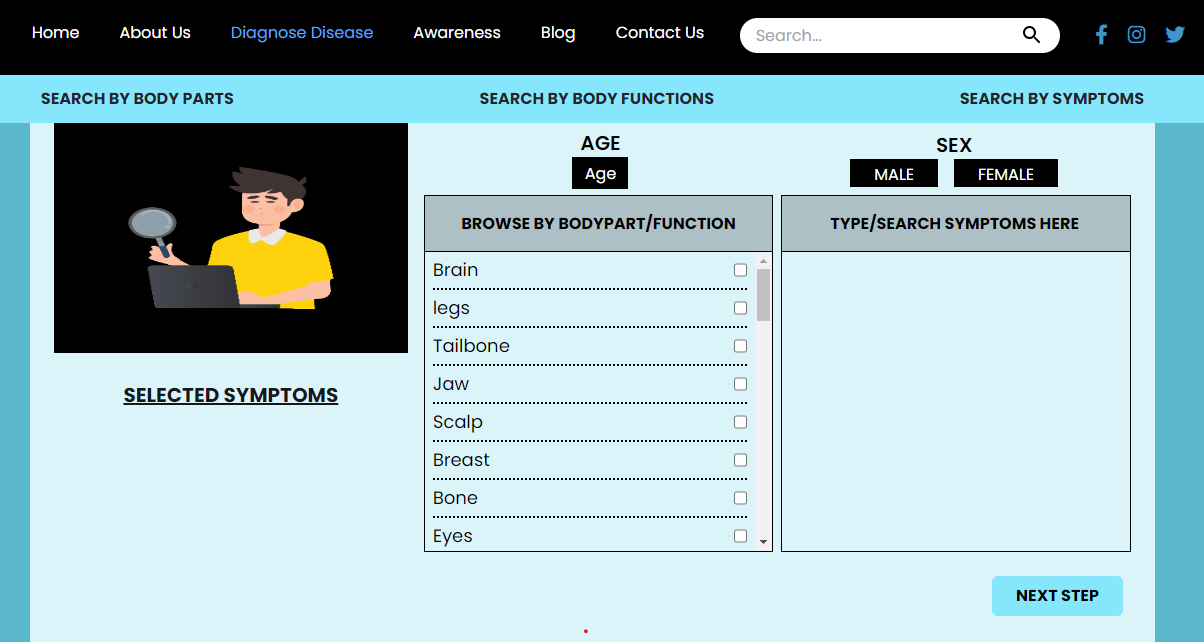 Home About Us Diagnose Disease Awareness Blog Contact Us Search...
SEARCH BY BODY PARTS SEARCH BY BODY FUNCTIONS SEARCH BY SYMPTOMS
SELECTED SYMPTOMS
AGE
Age
SEX
MALE FEMALE
BROWSE BY BODYPART/FUNCTION
Brain
legs
Tailbone
Jaw
Scalp
Breast
Bone
Eyes
TYPE/SEARCH SYMPTOMS HERE
NEXT STEP